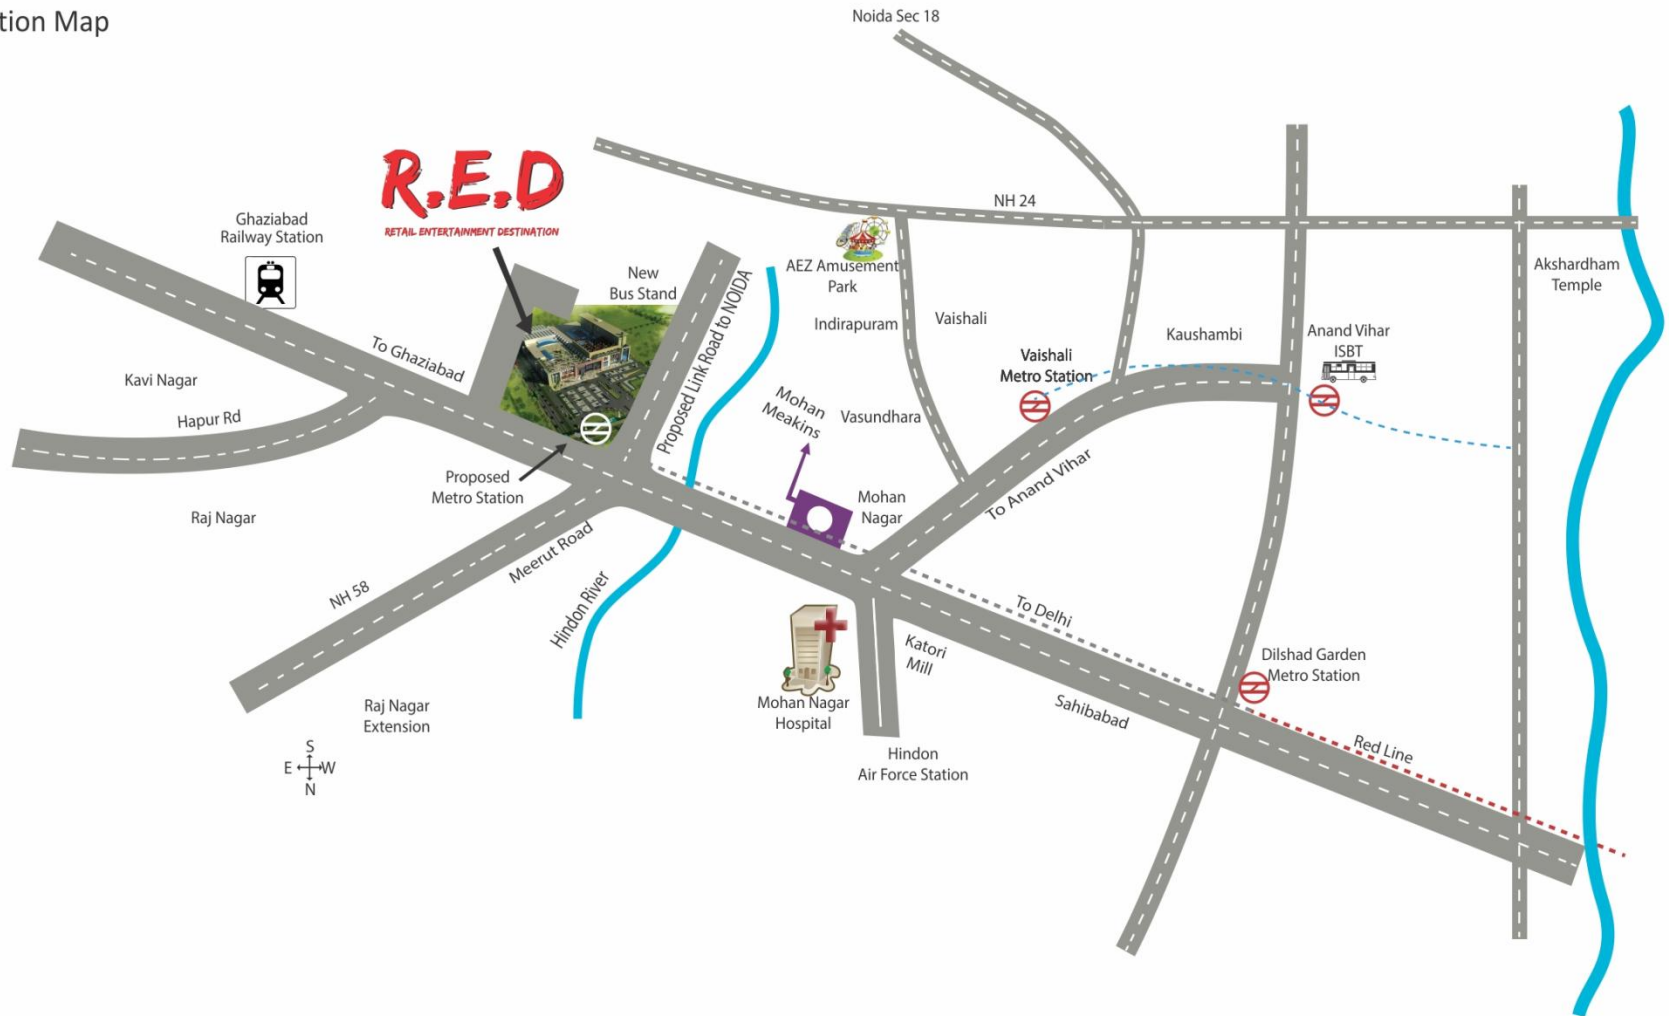 tion Map
Noida Sec 18
R.E.D
RETAIL ENTERTAINMENT DESTINATION
NH 24
Ghaziabad
Railway Station
New
Bus Stand
AEZ Amusement
Park
Akshardham
Temple
Indirapuram
Vaishali
Kaushambi
Anand Vihar
ISBT
To Ghaziabad
Proposed Link Road to NOIDA
Vaishali
Metro Station
Kavi Nagar
Hapur Rd
Mohan
Meakins
Vasundhara
Proposed
Metro Station
Raj Nagar
Mohan
Nagar
To Anand Vihar
Meerut Road
NH 58
Hindon River
To Delhi
Katori
Mill
Dilshad Garden
Metro Station
Mohan Nagar
Hospital
Sahibabad
Raj Nagar
Extension
Red Line
Hindon
Air Force Station
S
E W
N